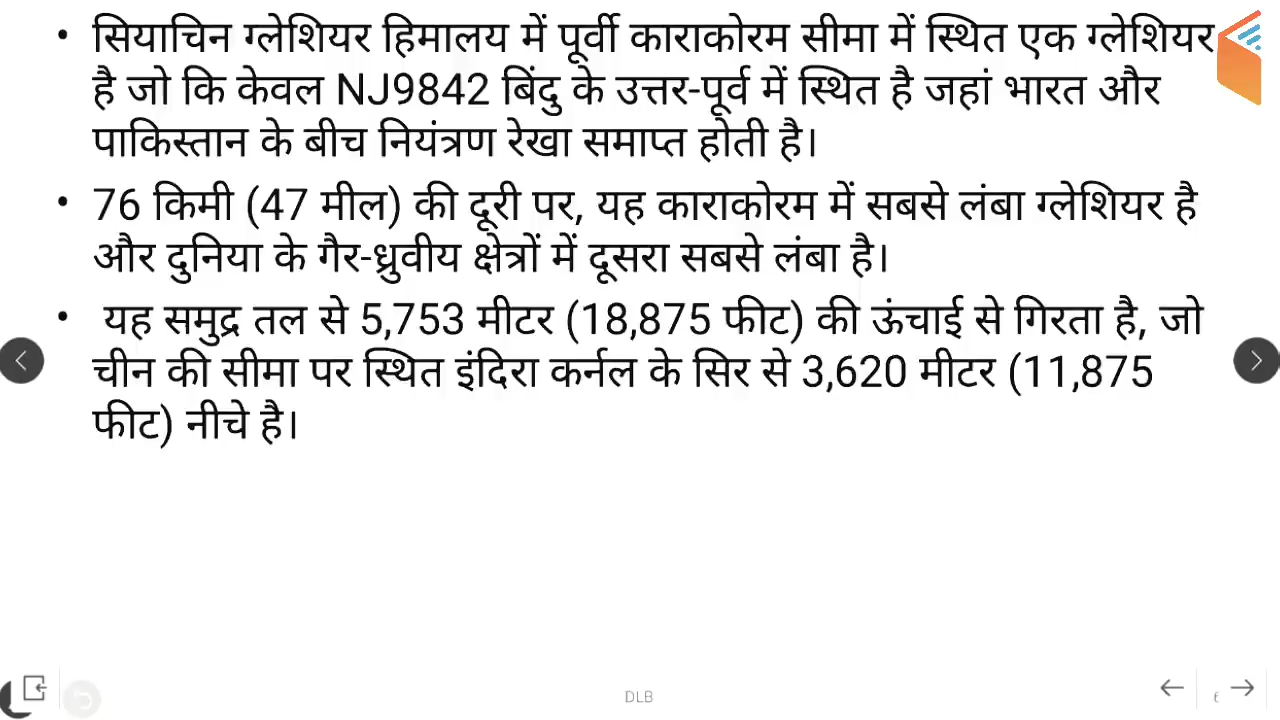 • सियाचिन ग्लेशियर हिमालय में पूर्वी काराकोरम सीमा में स्थित एक ग्लेशियर
है जो कि केवल NJ9842 बिंदु के उत्तर-पूर्व में स्थित है जहां भारत और
पाकिस्तान के बीच नियंत्रण रेखा समाप्त होती है।
• 76 किमी (47 मील) की दूरी पर, यह काराकोरम में सबसे लंबा ग्लेशियर है
और दुनिया के गैर-ध्रुवीय क्षेत्रों में दूसरा सबसे लंबा है।
• यह समुद्र तल से 5,753 मीटर (18,875 फीट) की ऊंचाई से गिरता है, जो
चीन की सीमा पर स्थित इंदिरा कर्नल के सिर से 3,620 मीटर (11,875
फीट) नीचे है।
DLB